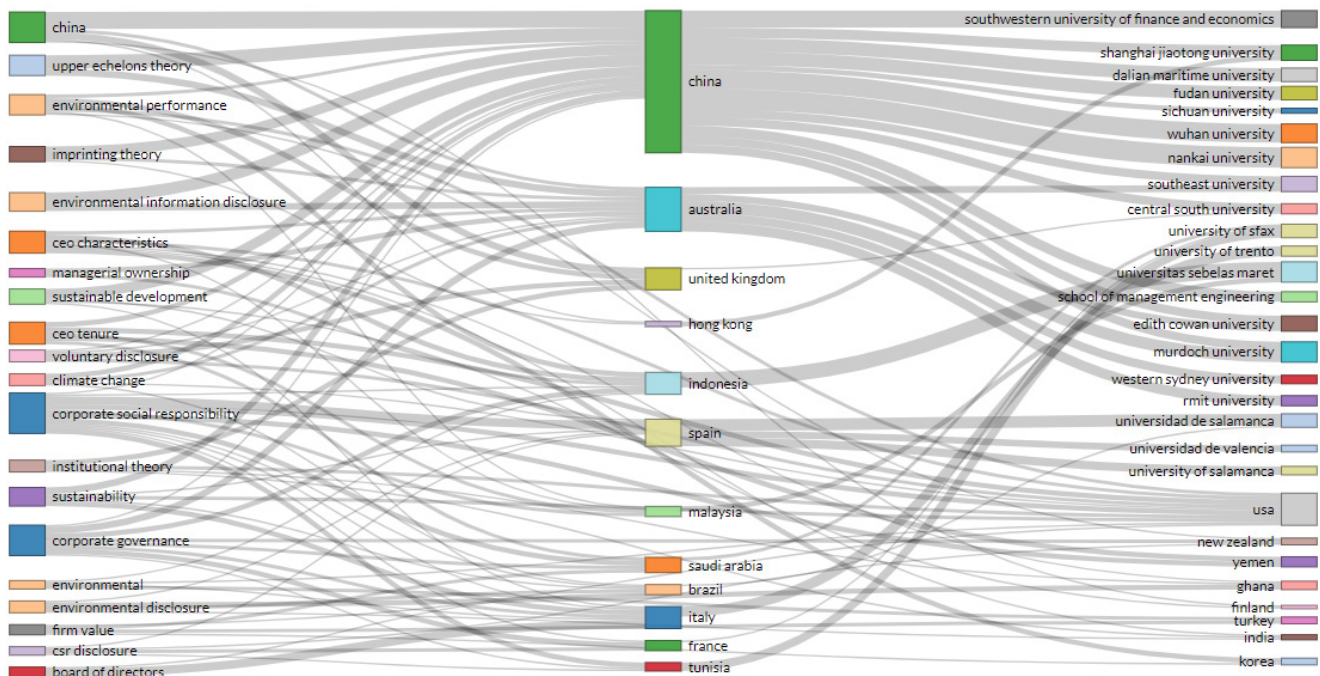 china
upper echelons theory
environmental performance
imprinting theory
environmental information disclosure
ceo characteristics
managerial ownership
sustainable development
ceo tenure
voluntary disclosure
climate change
corporate social responsibility
institutional theory
sustainability
corporate governance
environmental
environmental disclosure
firm value
csr disclosure
board of directors
china
australia
united kingdom
hong kong
indonesia
spain
malaysia
saudi arabia
brazil
italy
france
tunisia
southwestern university of finance and economics
shanghai jiaotong university
dalian maritime university
fudan university
sichuan university
wuhan university
nankai university
southeast university
central south university
university of sfax
university of trento
universitas sebelas maret
school of management engineering
edith cowan university
murdoch university
western sydney university
rmit university
universidad de salamanca
universidad de valencia
university of salamanca
usa
new zealand
yemen
ghana
finland
turkey
india
korea